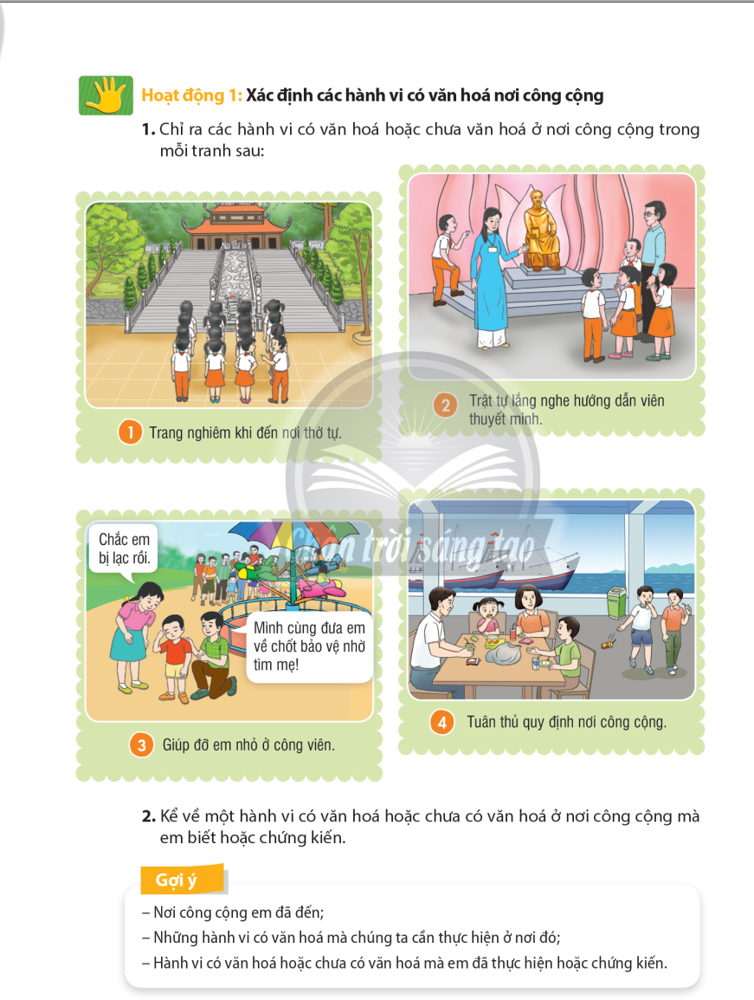 Hoạt động 1: Xác định các hành vi có văn hoá nơi công cộng
1. Chỉ ra các hành vi có văn hoá hoặc chưa văn hoá ở nơi công cộng trong
mỗi tranh sau:
1 Trang nghiêm khi đến nơi thờ tự.
2 Trật tự lắng nghe hướng dẫn viên
thuyết minh.
Chắc em
bị lạc rồi.
Mình cùng đưa em
về chốt bảo vệ nhờ
tìm mẹ!
3 Giúp đỡ em nhỏ ở công viên.
4 Tuân thủ quy định nơi công cộng.
Chân trời sáng tạo
2. Kể về một hành vi có văn hoá hoặc chưa có văn hoá ở nơi công cộng mà
em biết hoặc chứng kiến.
Gợi ý
– Nơi công cộng em đã đến;
– Những hành vi có văn hoá mà chúng ta cần thực hiện ở nơi đó;
– Hành vi có văn hoá hoặc chưa có văn hoá mà em đã thực hiện hoặc chứng kiến.